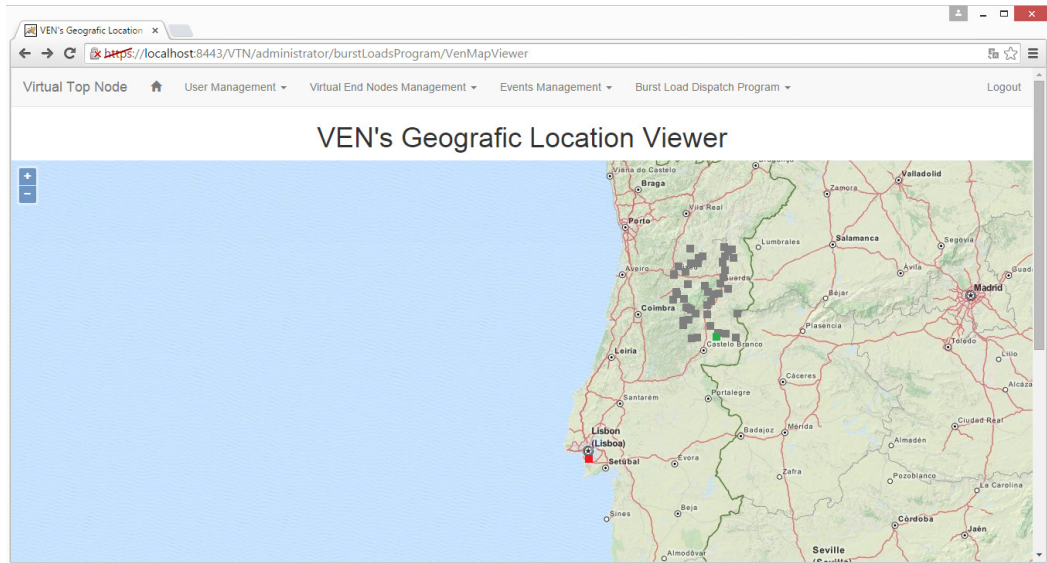 VEN's Geografic Location
https://localhost:8443/VTN/administrator/burstLoadsProgram/VenMapViewer
Virtual Top Node User Management Virtual End Nodes Management Events Management Burst Load Dispatch Program Logout
VEN's Geografic Location Viewer
+
-
Viana do Castelo
Braga
Valladolid
Zamora
Vila Real
Porto
Lumbrales
Salamanca
Segovia
Aveiro
Guarda
Ávila
Madrid
Béjar
Coimbra
Plasencia
Castelo Branco
Toledo
Leiria
Lillo
Cáceres
Portalegre
Santarém
Ciudad Real
Lisbon
(Lisboa)
Badajoz
Mérida
Almadén
Setúbal
Évora
Zafra
Pozoblanco
La Carolina
Sines
Beja
Córdoba
Jaén
Almodôvar
Seville